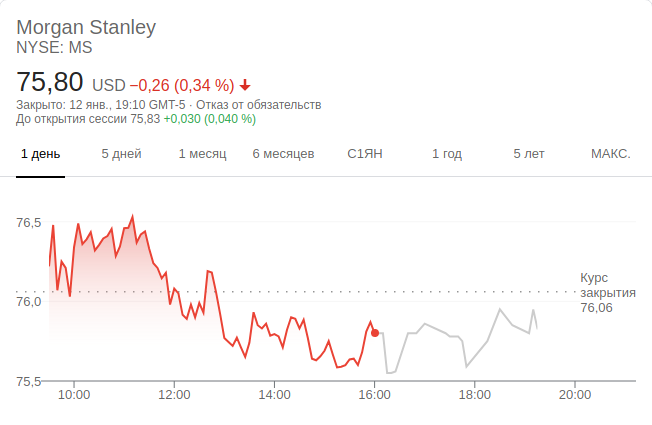 Morgan Stanley
NYSE: MS
75,80 USD −0,26 (0,34 %)
Закрыто: 12 янв., 19:10 GMT-5 · Отказ от обязательств
До открытия сессии 75,83 +0,030 (0,040 %)
1 день 5 дней 1 месяц 6 месяцев С1ЯН 1 год 5 лет МАКС.
76,5
Курс
закрытия
76,06
76,0
75,5
10:00 12:00 14:00 16:00 18:00 20:00